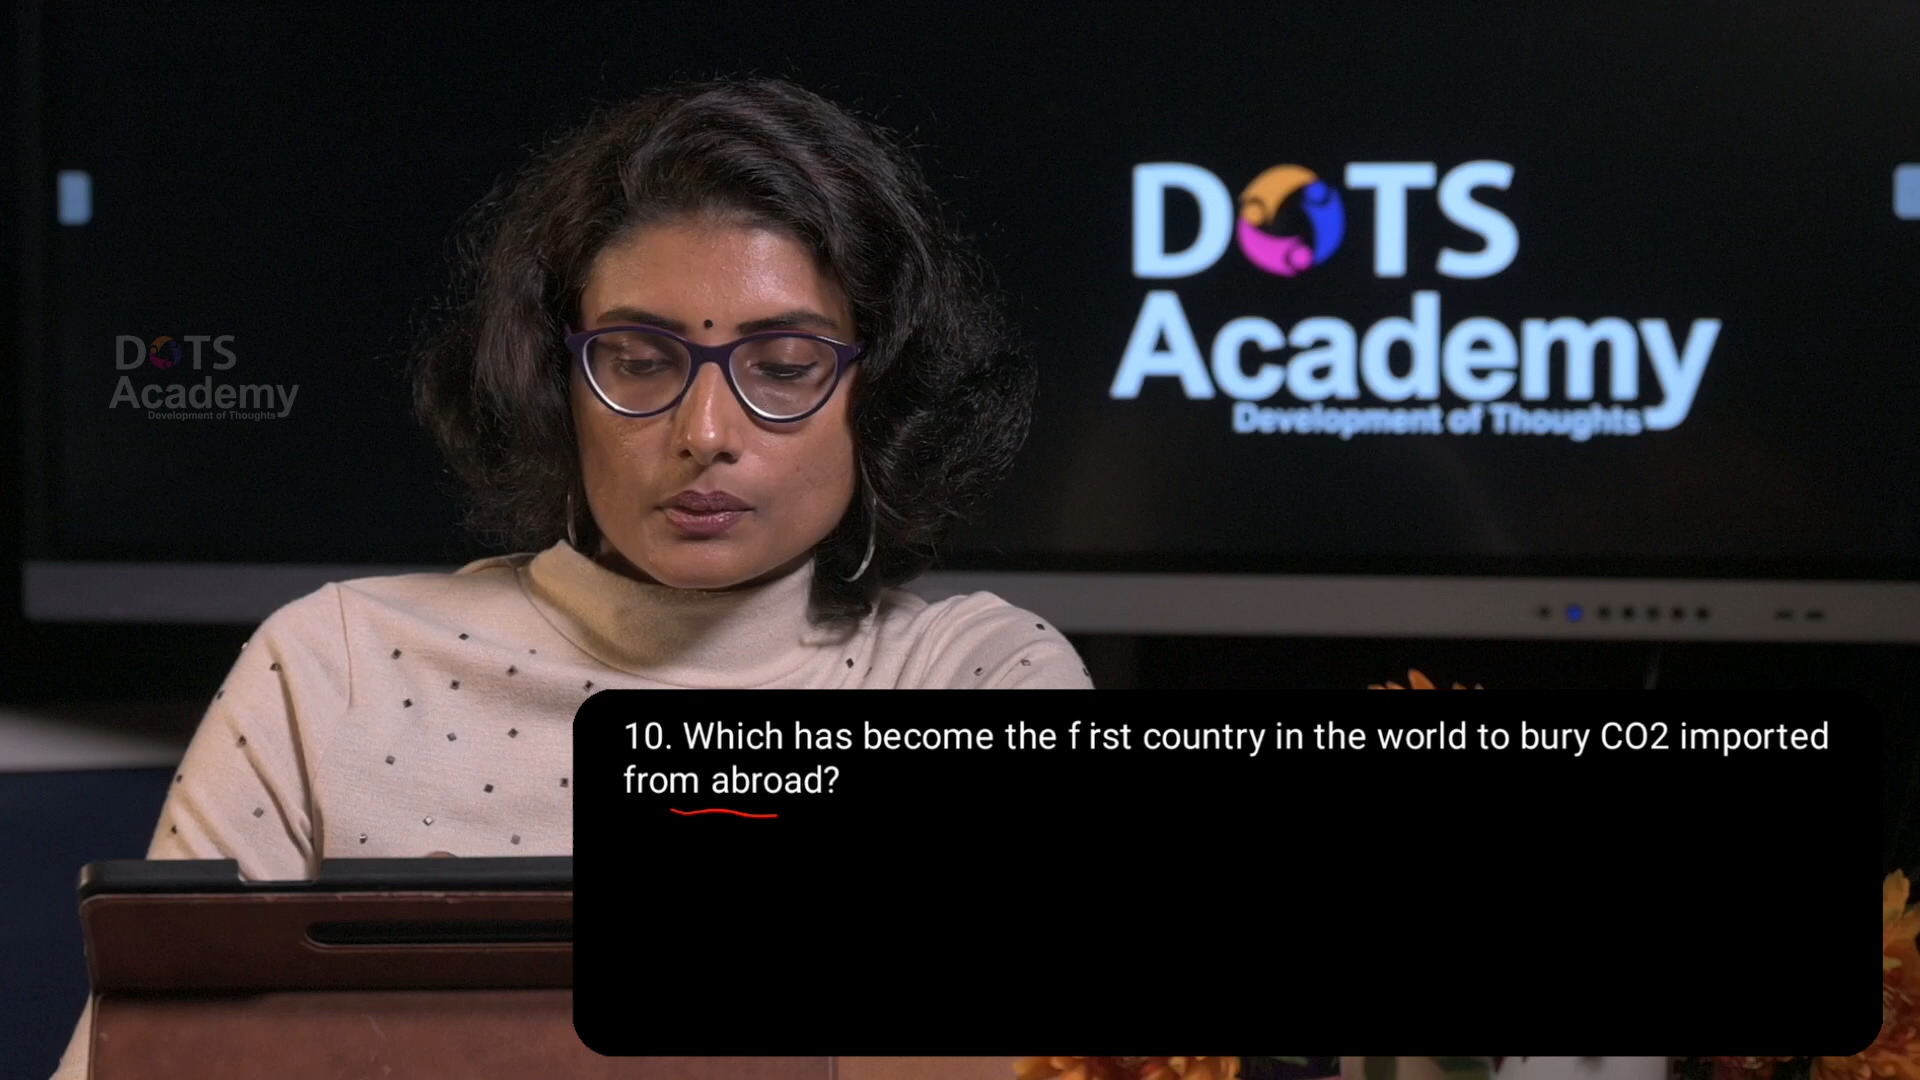 DOTS
Academy
Development of Thoughts
DOTS
Academy
Development of Thoughts
10. Which has become the first country in the world to bury CO2 imported
from abroad?